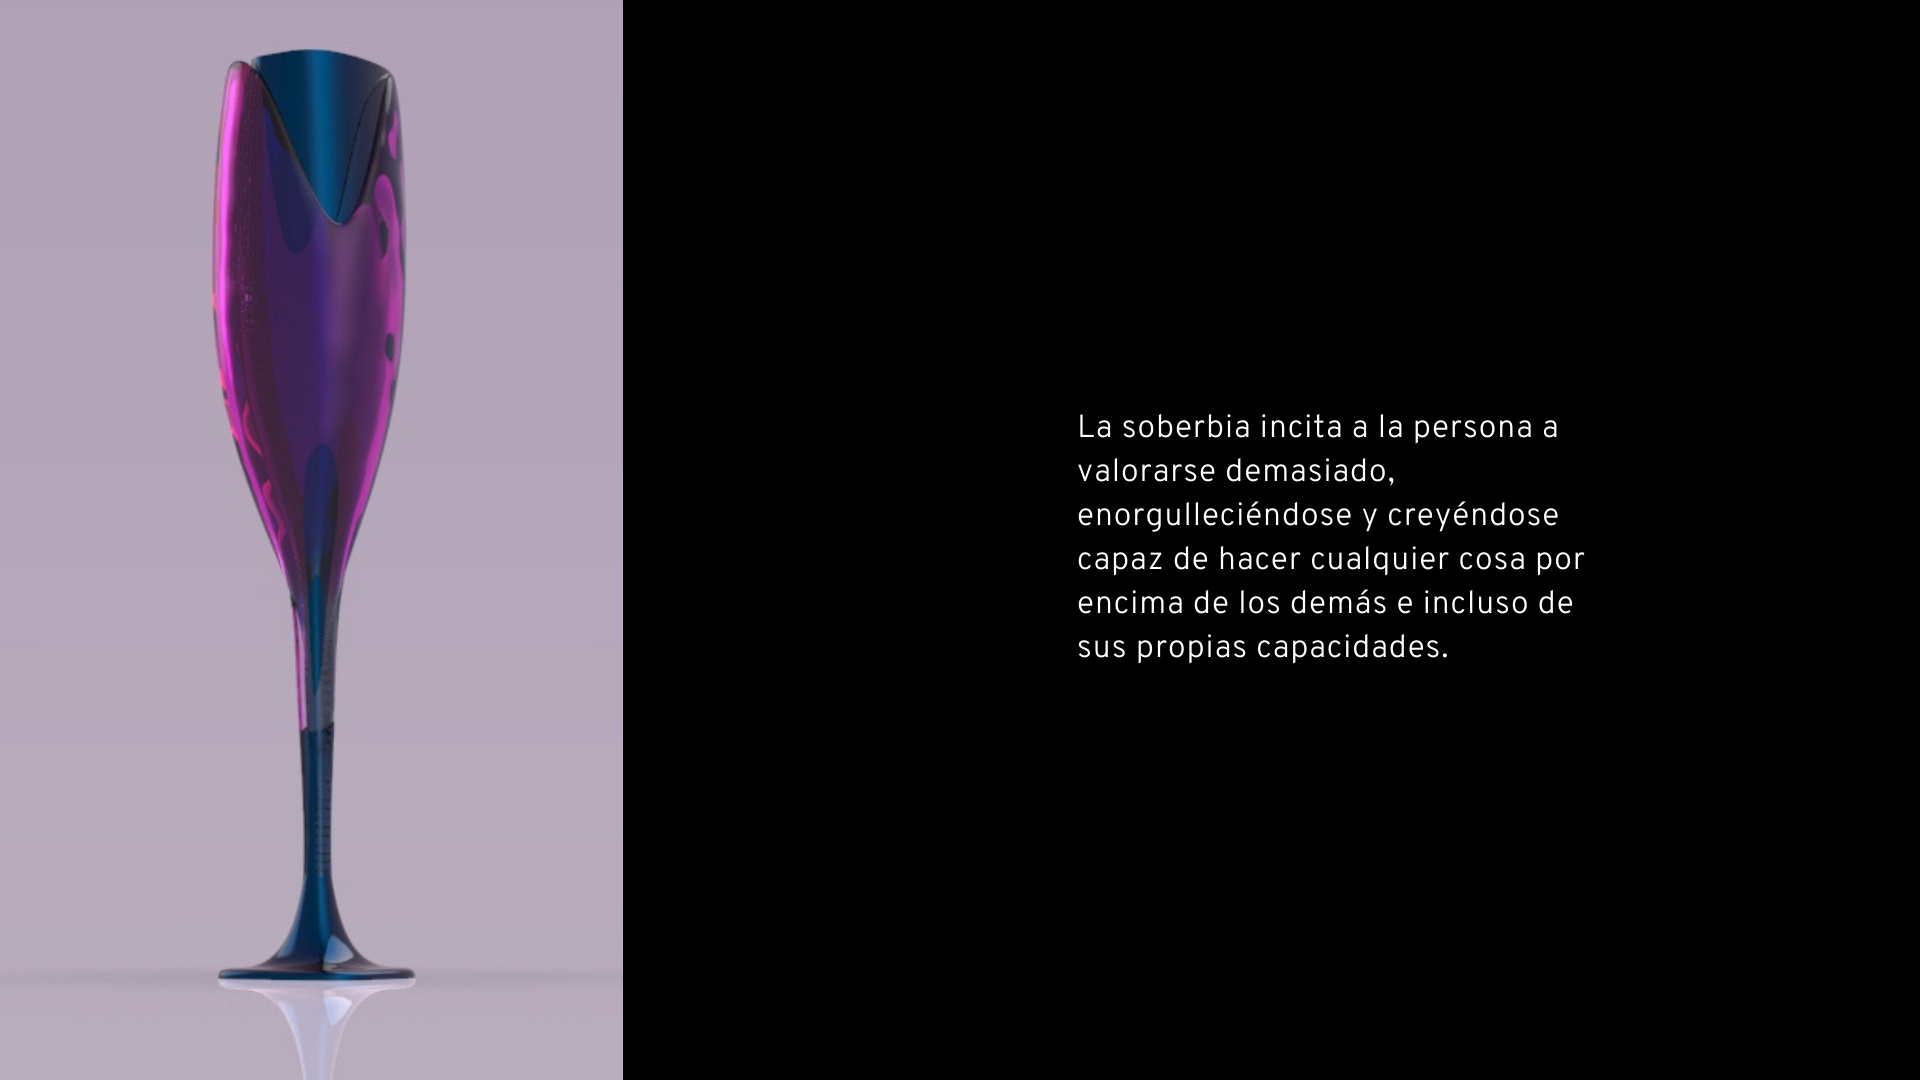 La soberbia incita a la persona a
valorarse demasiado,
enorgulleciéndose y creyéndose
capaz de hacer cualquier cosa por
encima de los demás e incluso de
sus propias capacidades.